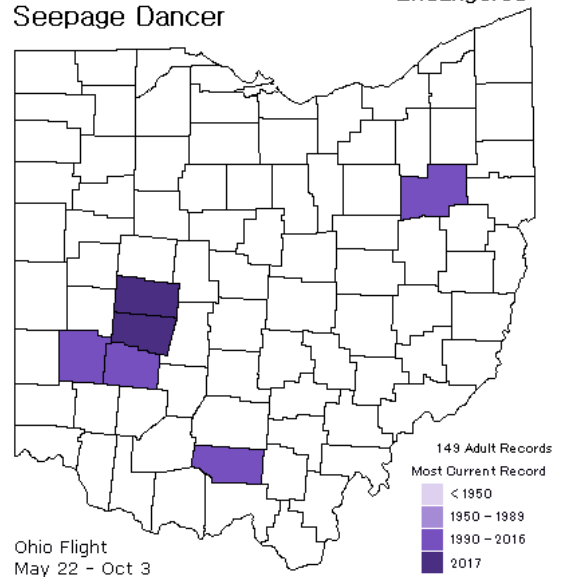 Endangered
Seepage Dancer
149 Adult Records
Most Current Record
< 1950
1950 – 1989
1990 – 2016
2017
Ohio Flight
May 22 – Oct 3